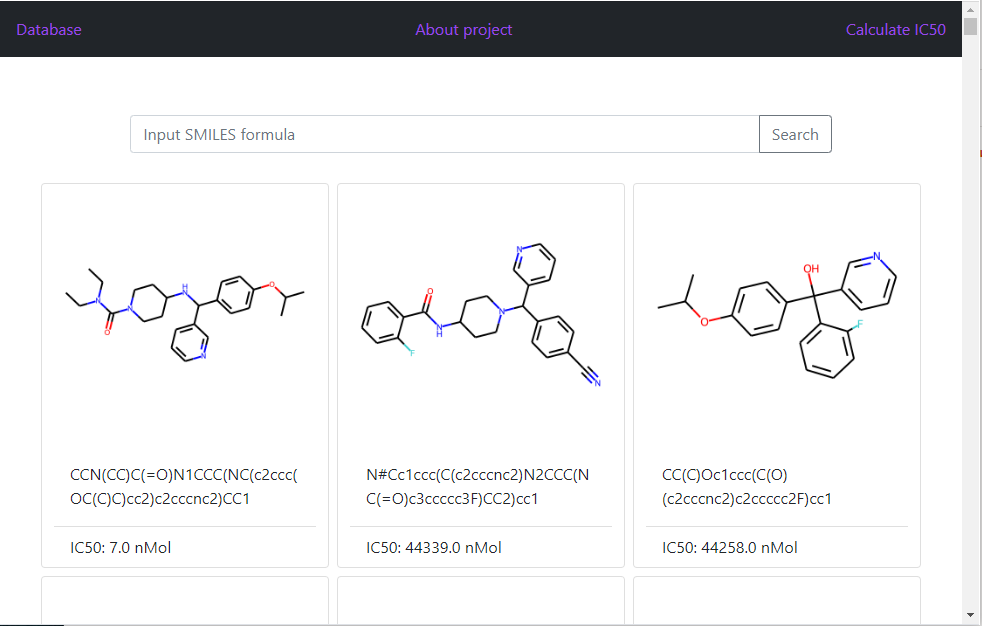 Database About project Calculate IC50
Input SMILES formula Search
N H N N O O N
N O N H F N N
OH N O F
CCN(CC)C(=O)N1CCC(NC(c2ccc(
OC(C)C)cc2)c2cccnc2)CC1
IC50: 7.0 nMol
N#Cc1ccc(C(c2cccnc2)N2CCC(N
C(=O)c3ccccc3F)CC2)cc1
IC50: 44339.0 nMol
CC(C)Oc1ccc(C(O)
(c2cccnc2)c2ccccc2F)cc1
IC50: 44258.0 nMol